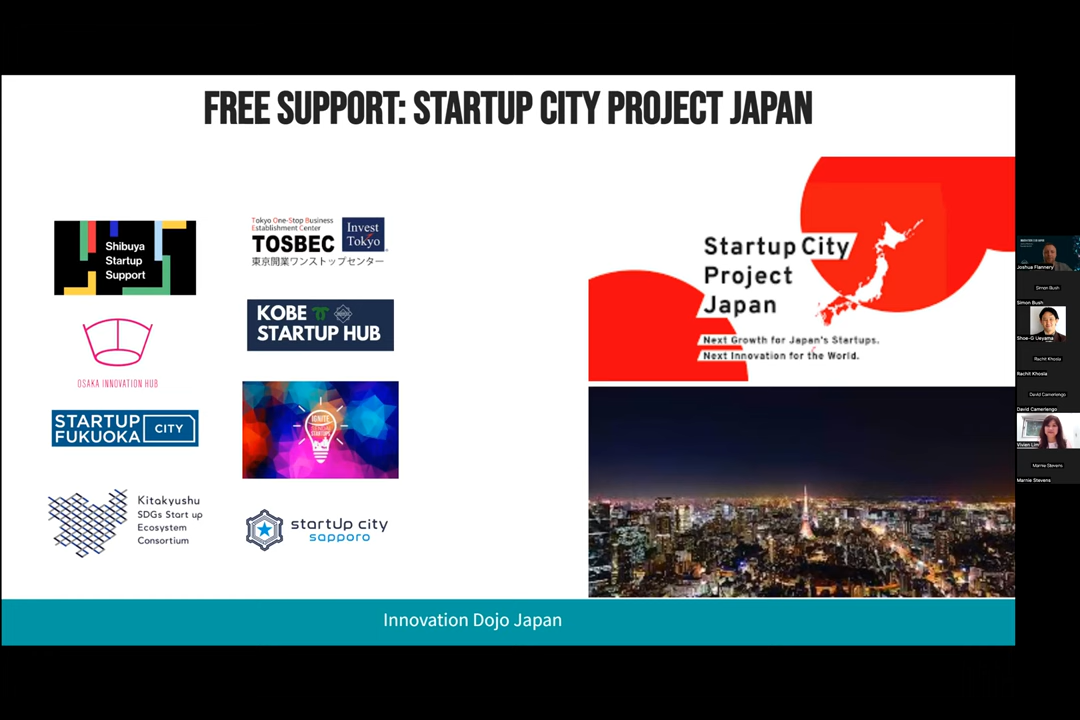 FREE SUPPORT: STARTUP CITY PROJECT JAPAN
Shibuya
Startup
Support
Tokyo One-Stop Business
Establishment Center
TOSBEC
Invest
Tokyo
東京開業ワンストップセンター
OSAKA INNOVATION HUB
KOBE
STARTUP HUB
STARTUP
FUKUOKA
CITY
IGNITE
STARTUPS
Kitakyushu
SDGs Start up
Ecosystem
Consortium
startup city
sapporo
Startup City
Project
Japan
Next Growth for Japan's Startups.
Next Innovation for the World.
Innovation Dojo Japan
Joshua Flannery
Simon Bush
Simon Bush
Shoe-G Ueyama
Rachit Khosla
Rachit Khosla
David Camerlengo
David Camerlengo
Vivian Lim
Marnie Stevens
Marnie Stevens